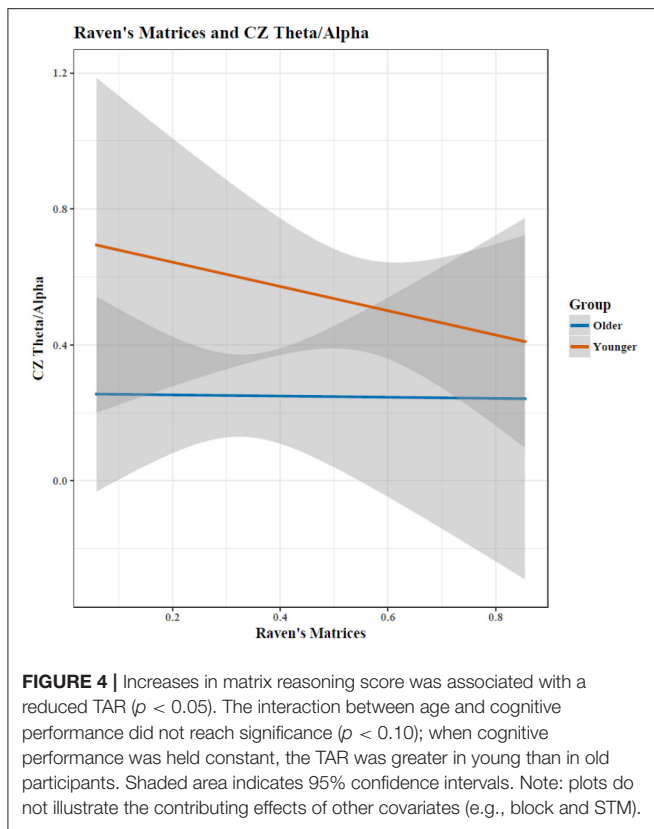 Raven's Matrices and CZ Theta/Alpha
1.2
0.8
0.4
0.0
CZ Theta/Alpha
0.2 0.4 0.6 0.8
Raven's Matrices
Group
Older
Younger
FIGURE 4 | Increases in matrix reasoning score was associated with a
reduced TAR (p < 0.05). The interaction between age and cognitive
performance did not reach significance (p < 0.10); when cognitive
performance was held constant, the TAR was greater in young than in old
participants. Shaded area indicates 95% confidence intervals. Note: plots do
not illustrate the contributing effects of other covariates (e.g., block and STM).